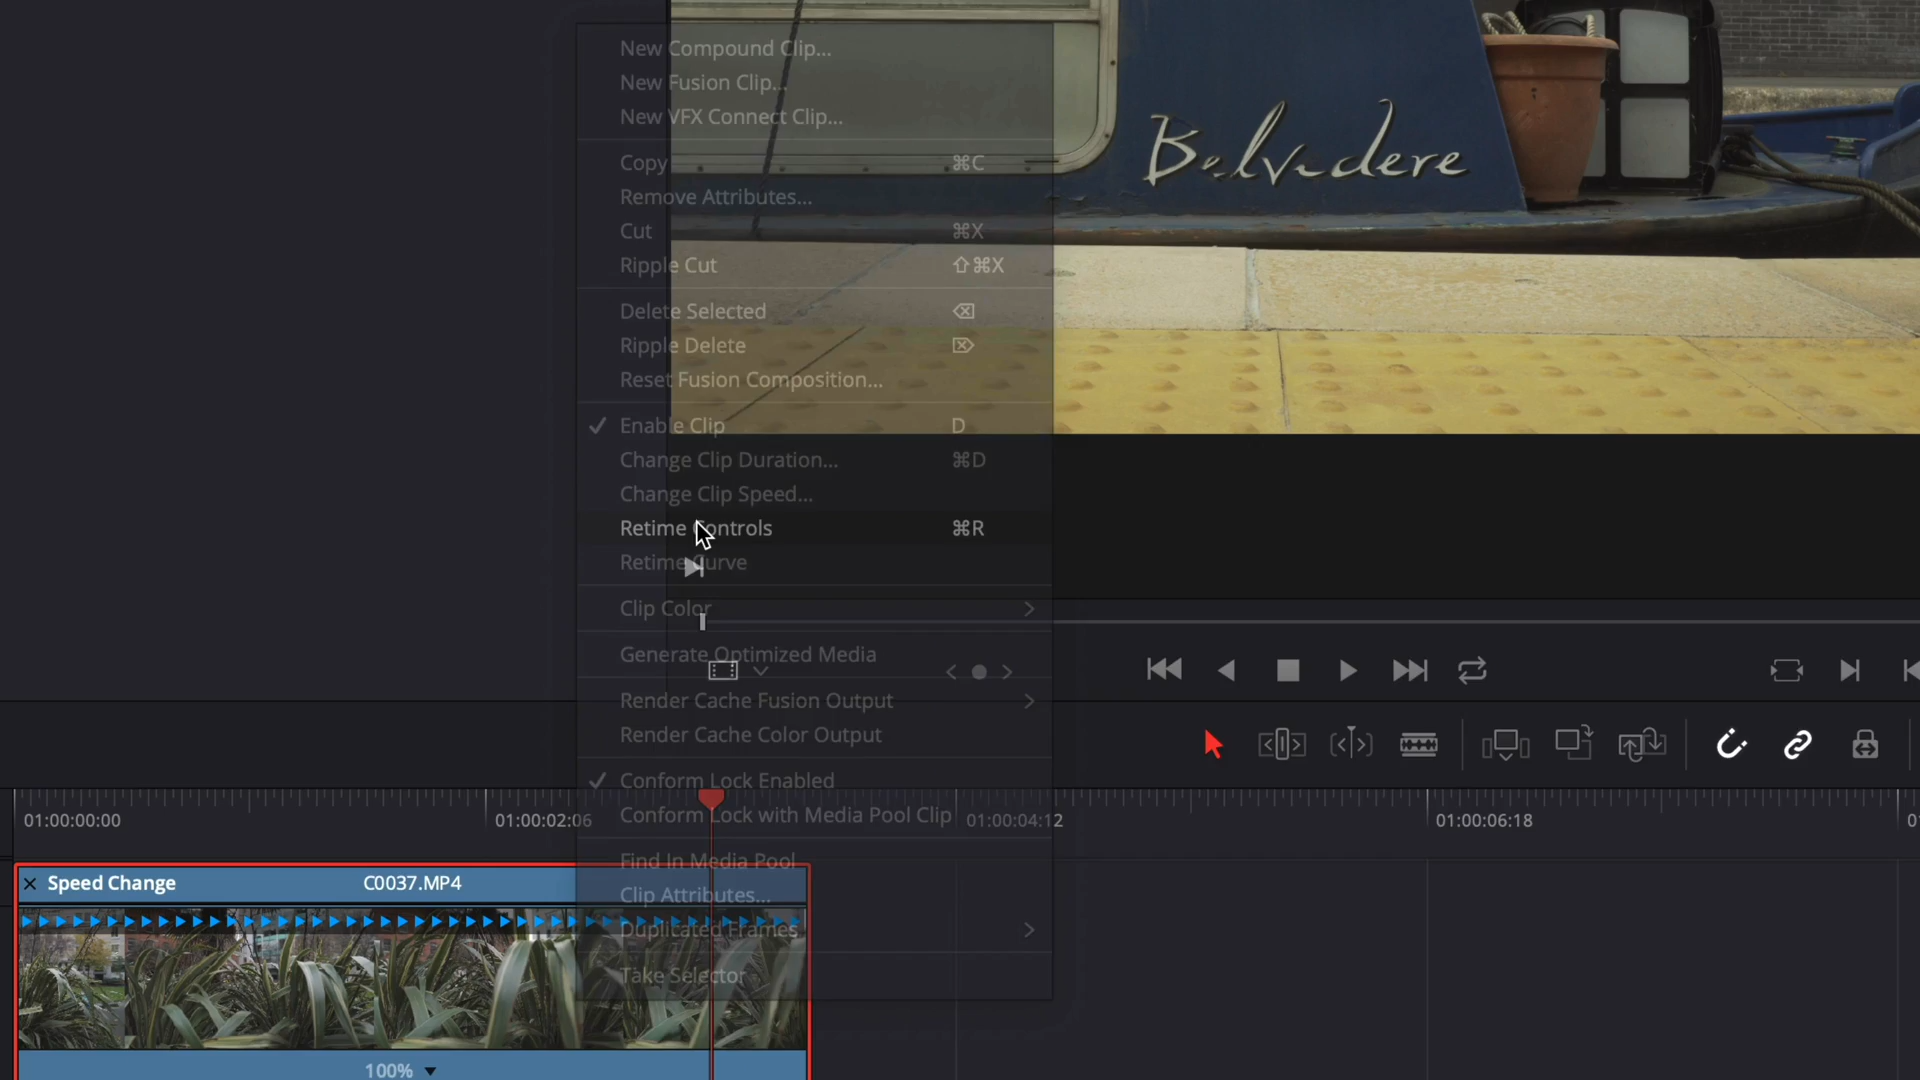 New Compound Clip...
New Fusion Clip...
New VFX Connect Clip...
Copy ⌘C
Remove Attributes...
Cut ⌘X
Ripple Cut ⇧⌘X
Delete Selected ⌫
Ripple Delete ⌦
Reset Fusion Composition...
✓ Enable Clip D
Change Clip Duration... ⌘D
Change Clip Speed...
Retime Controls ⌘R
Retime Curve
Clip Color >
Generate Optimized Media
Render Cache Fusion Output >
Render Cache Color Output
✓ Conform Lock Enabled
Conform Lock with Media Pool Clip
Find In Media Pool
Clip Attributes...
Duplicated Frames >
Take Selector
Belvedere
01:00:00:00 01:00:02:06 01:00:04:12 01:00:06:18
× Speed Change C0037.MP4
100% ▼